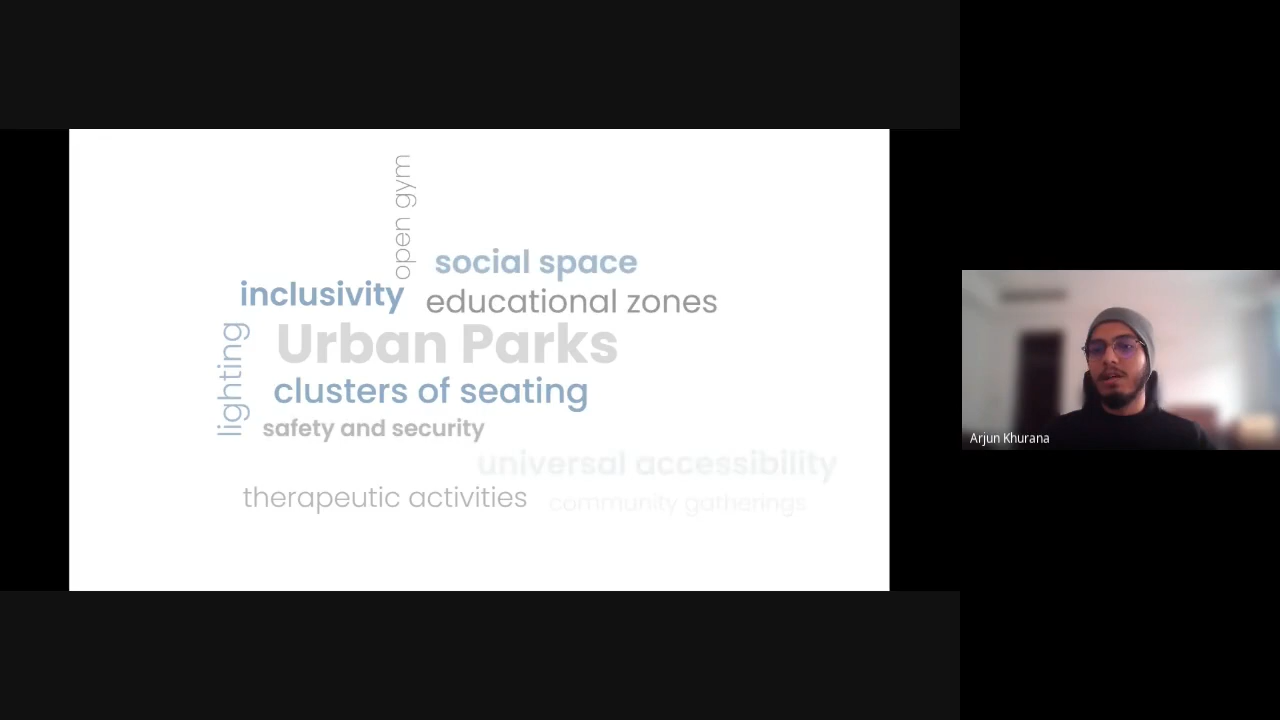 open gym
social space
inclusivity
educational zones
Urban Parks
lighting
clusters of seating
safety and security
universal accessibility
therapeutic activities
community gatherings
Arjun Khurana